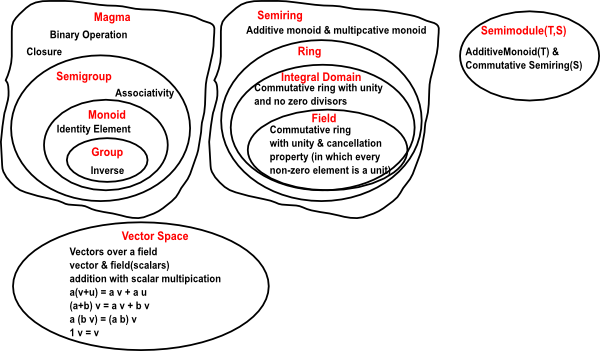 Magma
Binary Operation
Closure
Semigroup
Associativity
Monoid
Identity Element
Group
Inverse
Semiring
Additive monoid & multipcative monoid
Ring
Integral Domain
Commutative ring with unity
and no zero divisors
Field
Commutative ring
with unity & cancellation
property (in which every
non-zero element is a unit)
Semimodule(T,S)
AdditiveMonoid(T) &
Commutative Semiring(S)
Vector Space
Vectors over a field
vector & field(scalars)
addition with scalar multipication
a(v+u) = a v + a u
(a+b) v = a v + b v
a (b v) = (a b) v
1 v = v